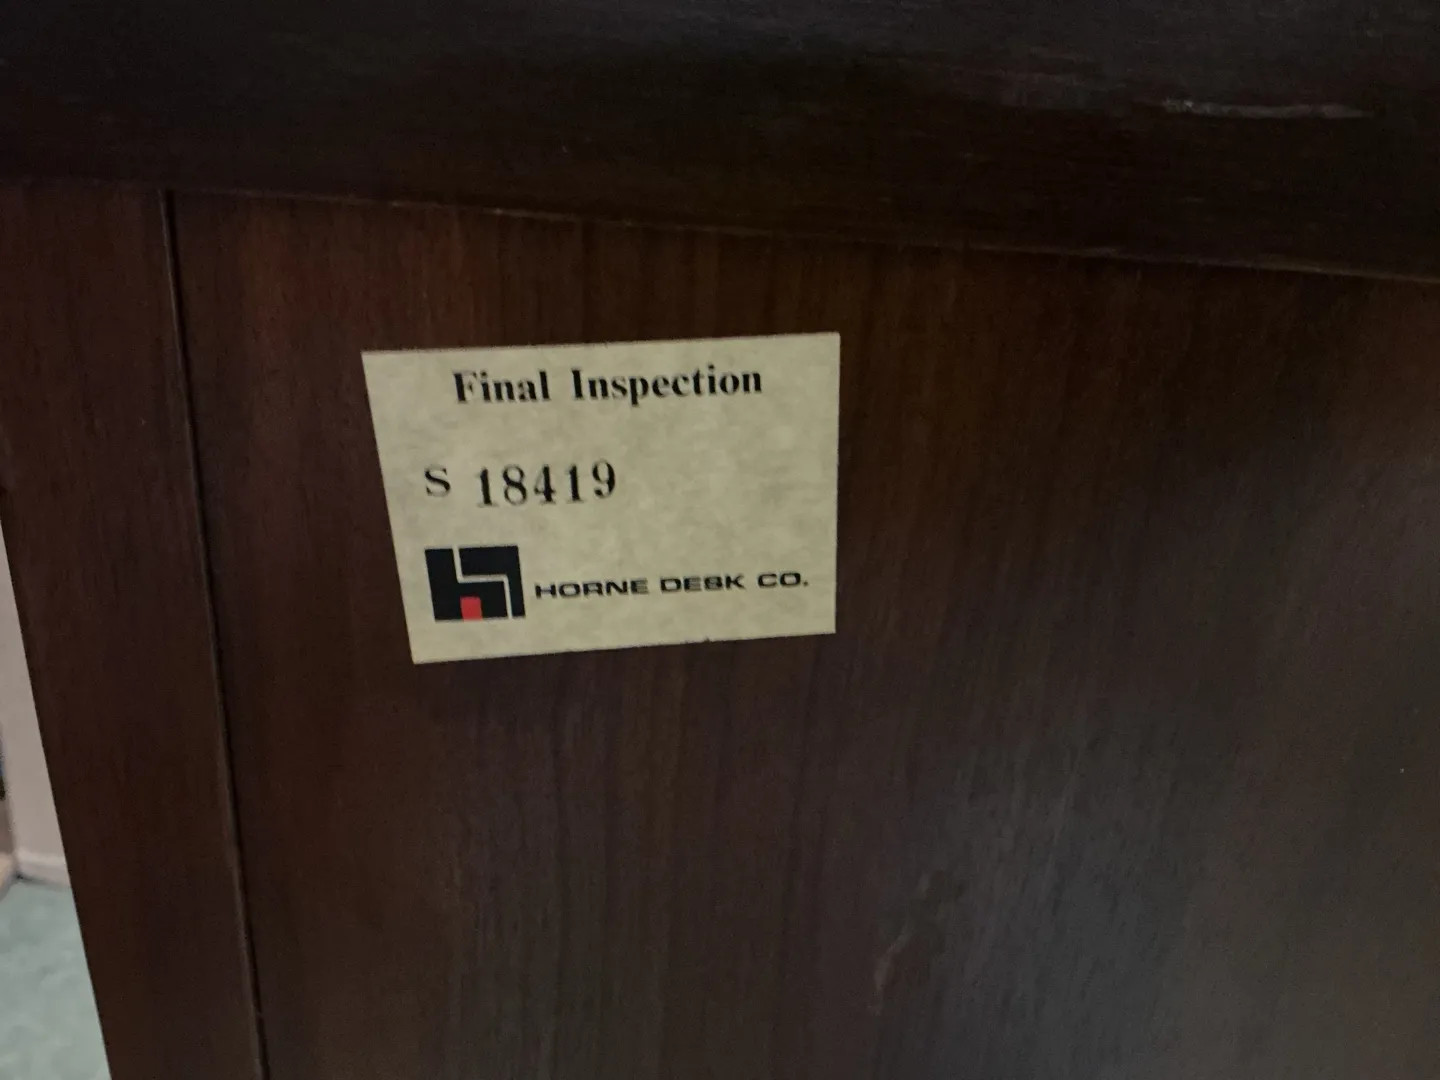 Final Inspection
S 18419
HORNE DESK CO.